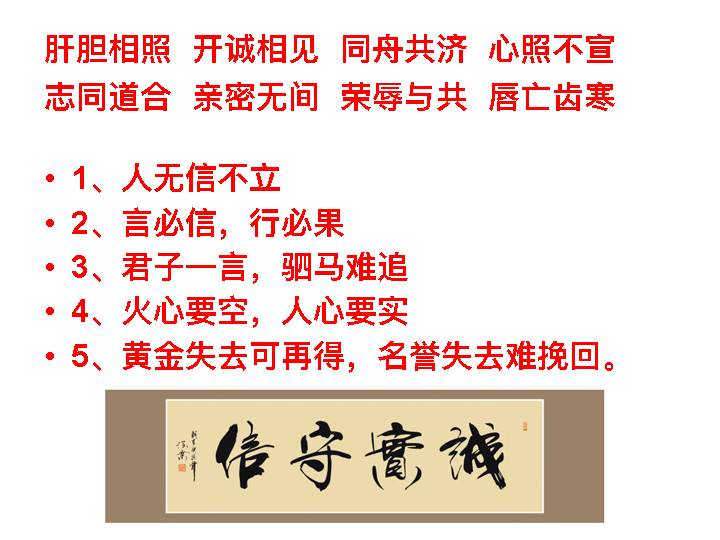 肝胆相照 开诚相见 同舟共济 心照不宣
志同道合 亲密无间 荣辱与共 唇亡齿寒
• 1、人无信不立
• 2、言必信，行必果
• 3、君子一言，驷马难追
• 4、火心要空，人心要实
• 5、黄金失去可再得，名誉失去难挽回。
誠實守信